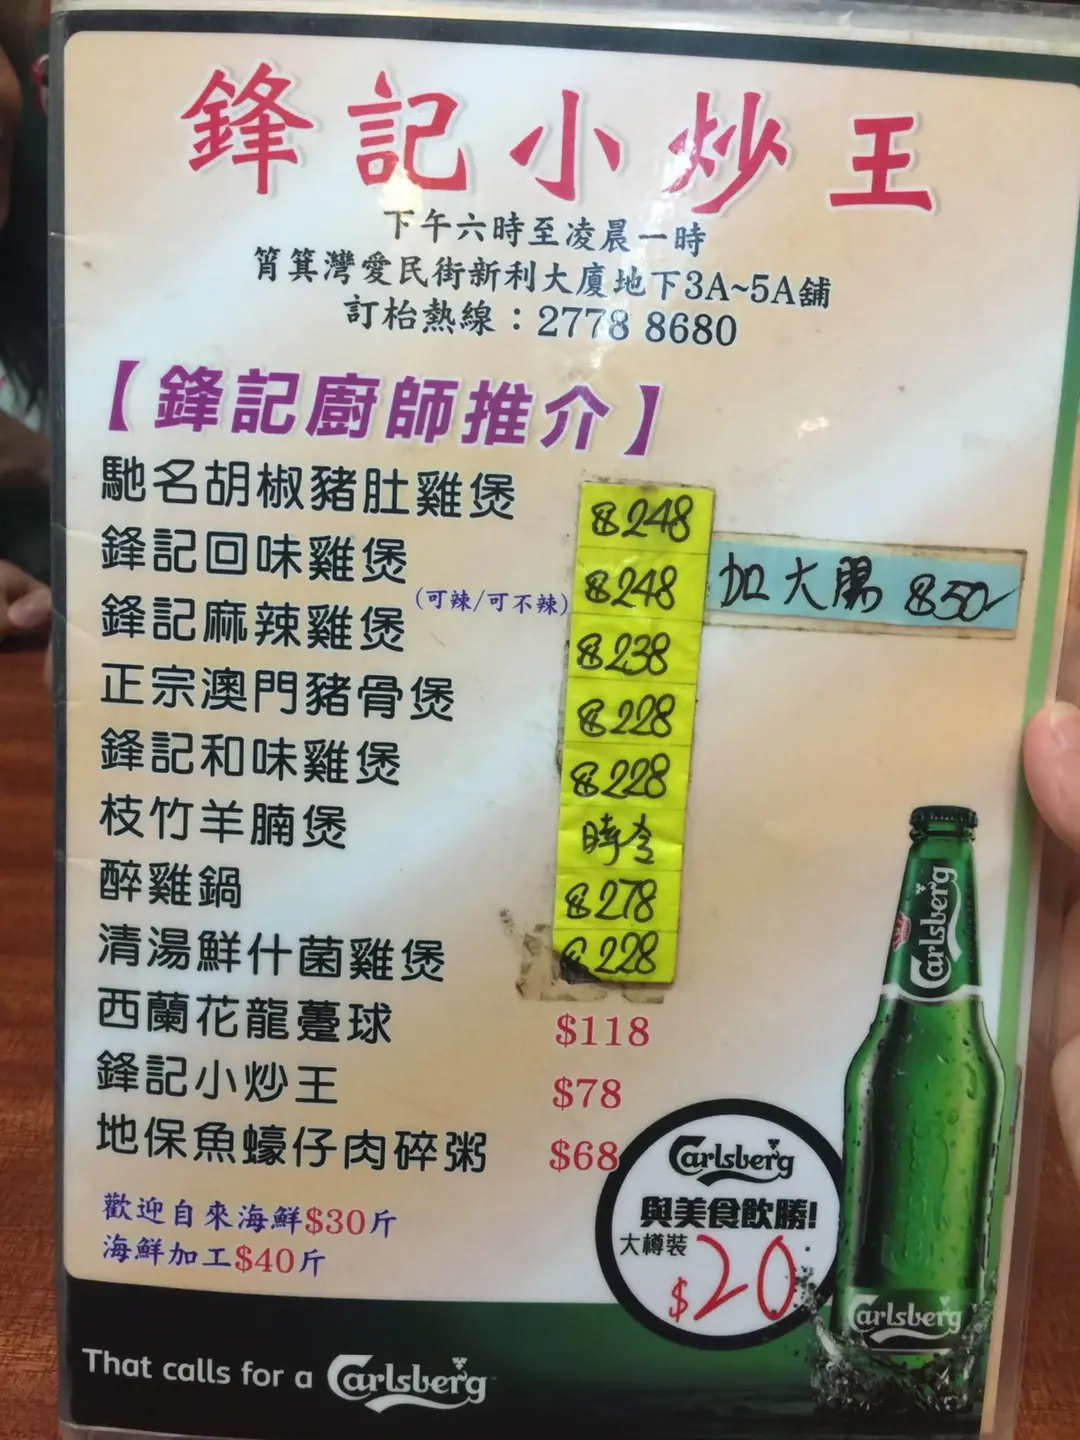 鋒記小炒王
下午六時至凌晨一時
筲箕灣愛民街新利大廈地下3A~5A舖
訂枱熱線：2778 8680
【鋒記廚師推介】
馳名胡椒豬肚雞煲 $248
鋒記回味雞煲 $248 加大腸 $50-
(可辣/可不辣)
鋒記麻辣雞煲 $238
正宗澳門豬骨煲 $228
鋒記和味雞煲 $228
枝竹羊腩煲 時令
醉雞鍋 $278
清湯鮮什菌雞煲 $228
西蘭花龍躉球 $118
鋒記小炒王 $78
地保魚蠔仔肉碎粥 $68
歡迎自來海鮮$30斤
海鮮加工$40斤
Carlsberg
與美食飲勝!
大樽裝
$20
Carlsberg
Carlsberg
That calls for a Carlsberg